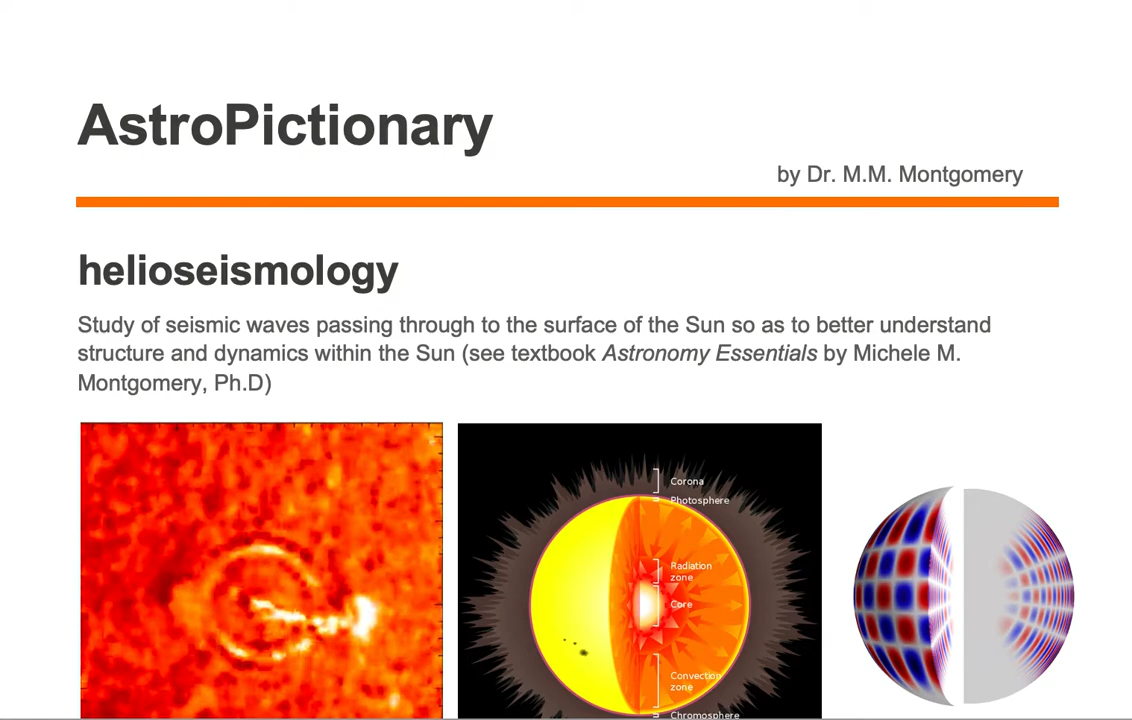 AstroPictionary
by Dr. M.M. Montgomery
helioseismology
Study of seismic waves passing through to the surface of the Sun so as to better understand
structure and dynamics within the Sun (see textbook Astronomy Essentials by Michele M.
Montgomery, Ph.D)
Corona
Photosphere
Radiation
zone
Core
Convection
zone
Chromosphere